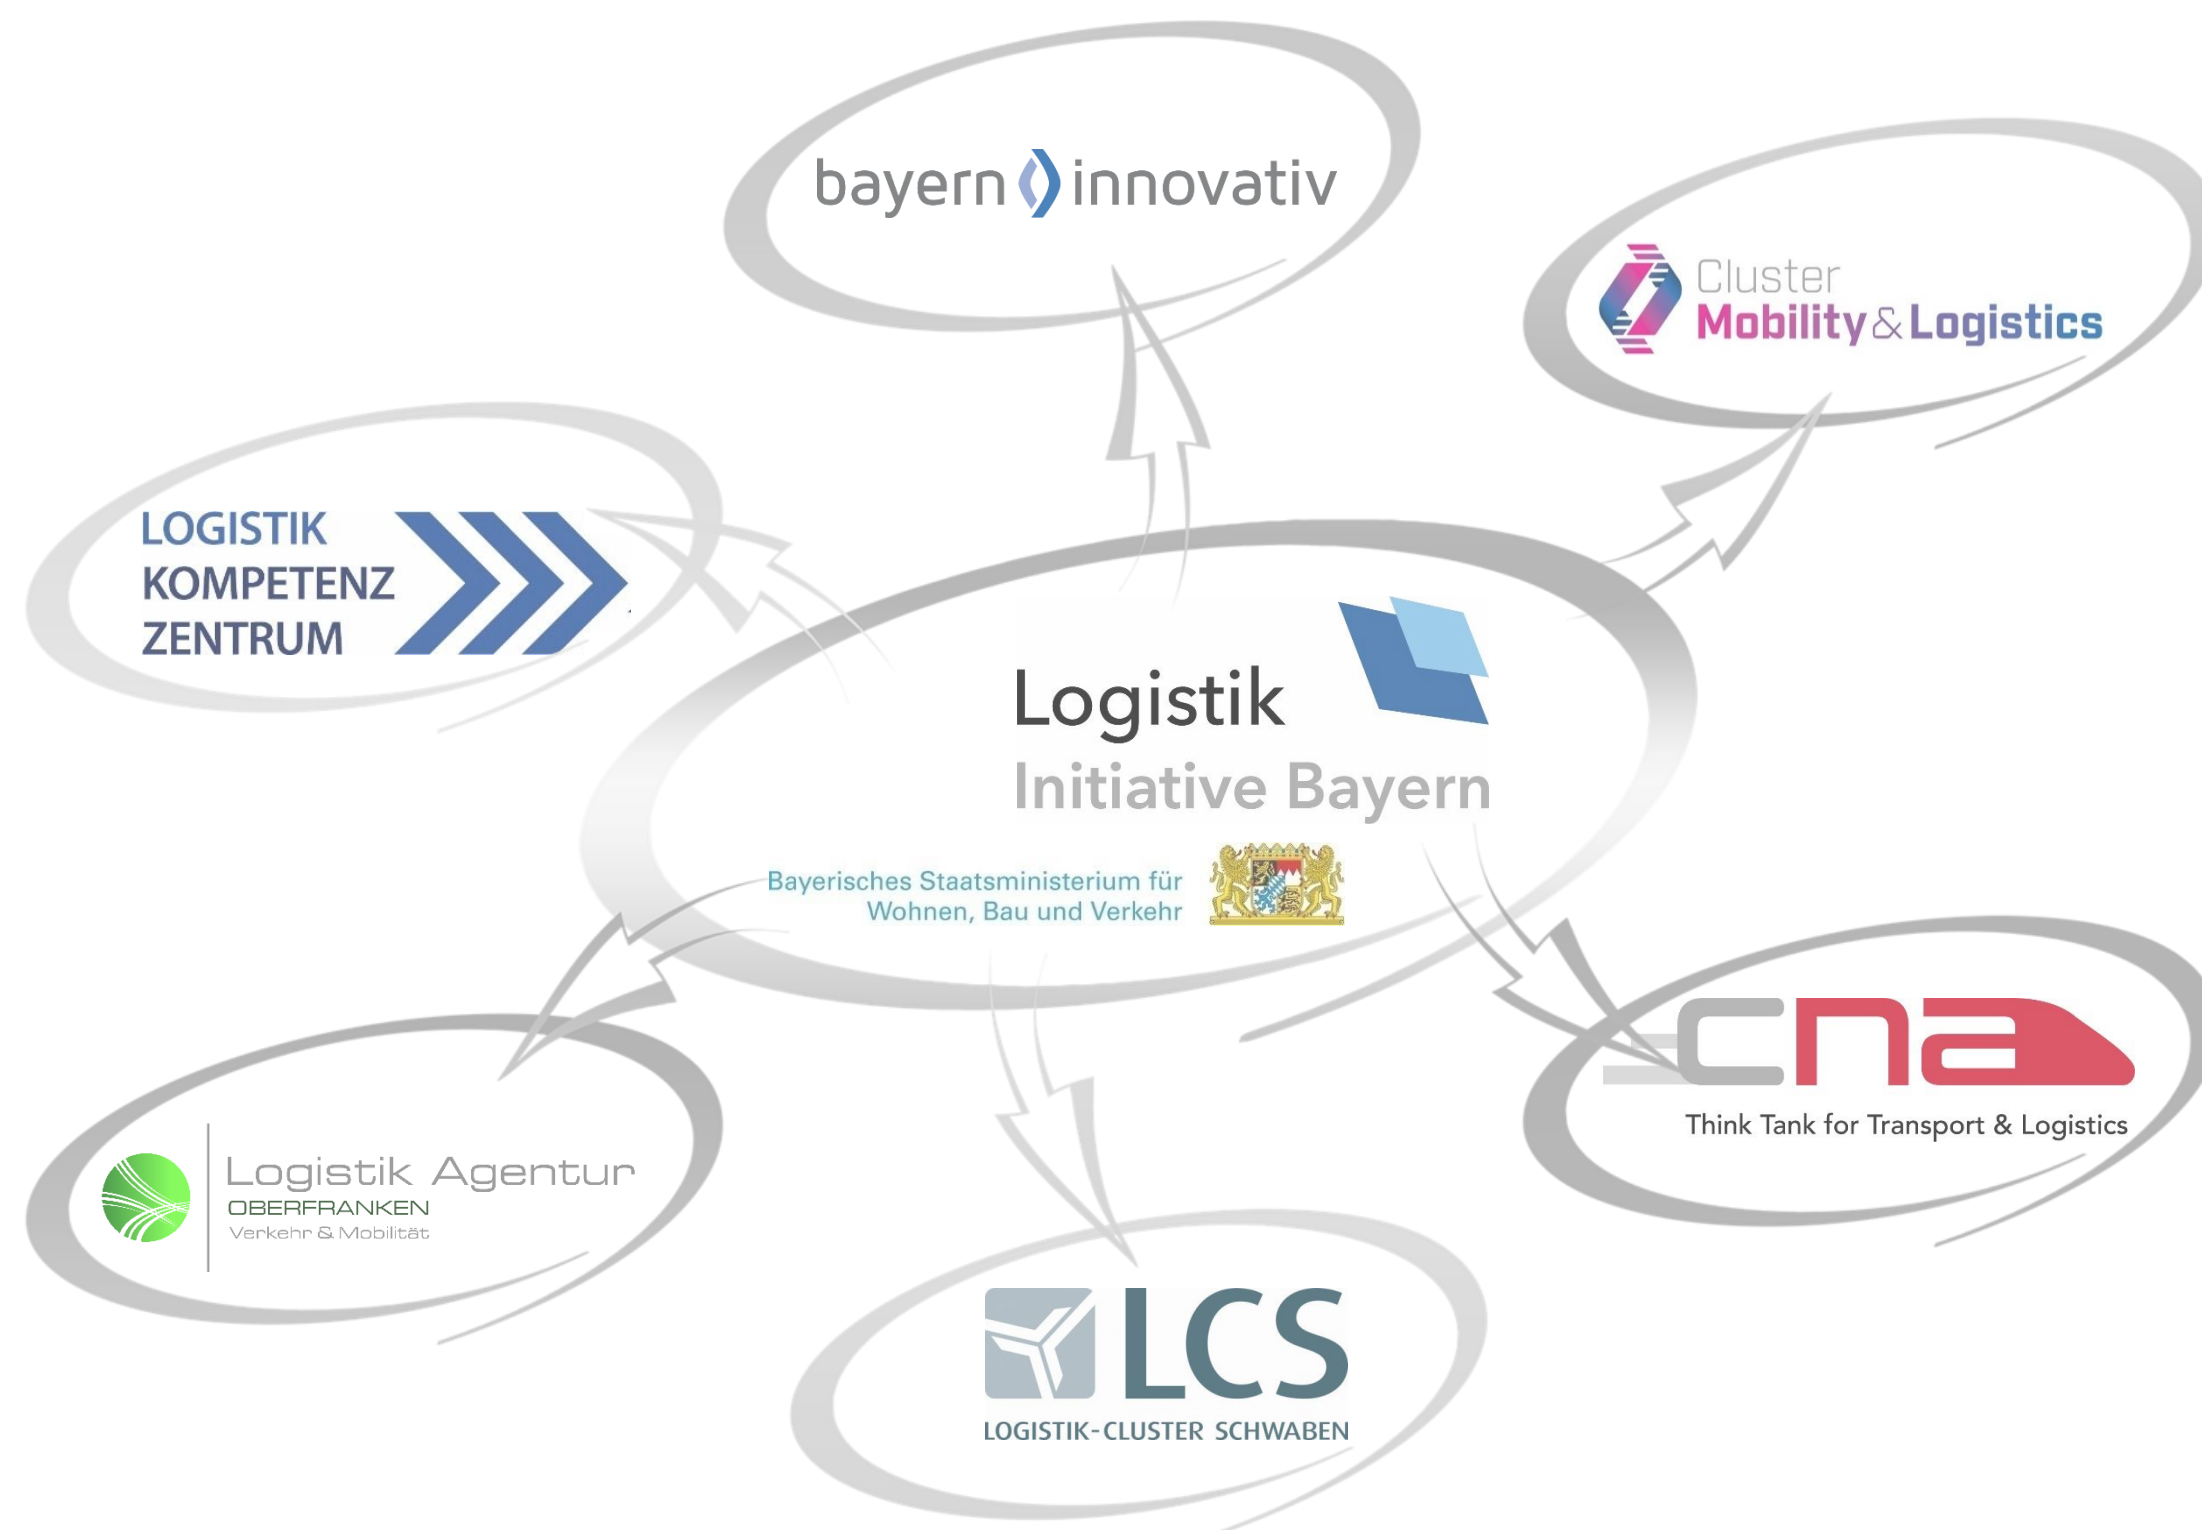 bayern innovativ
Cluster
Mobility & Logistics
LOGISTIK
KOMPETENZ
ZENTRUM
Logistik
Initiative Bayern
Bayerisches Staatsministerium für
Wohnen, Bau und Verkehr
cna
Think Tank for Transport & Logistics
Logistik Agentur
OBERFRANKEN
Verkehr & Mobilität
LCS
LOGISTIK-CLUSTER SCHWABEN